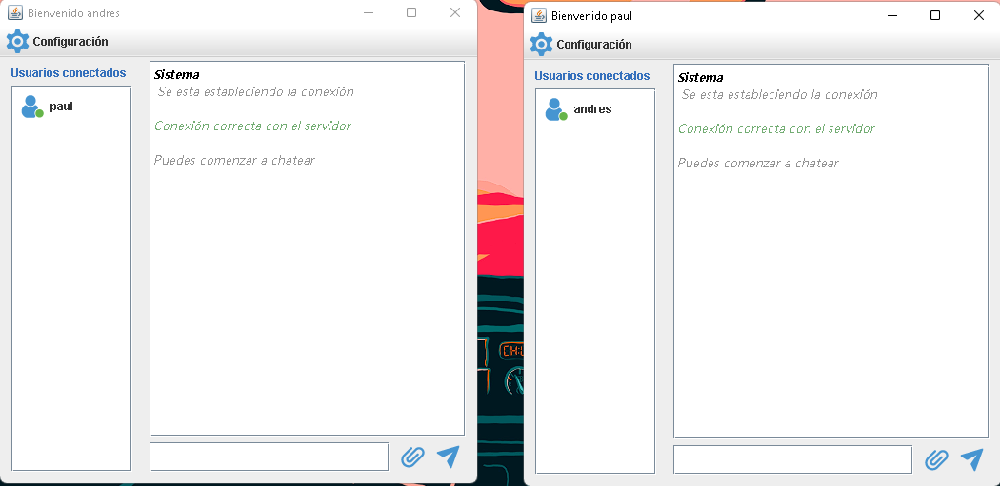 Bienvenido andres
Configuración
Usuarios conectados
paul
Sistema
Se esta estableciendo la conexión
Conexión correcta con el servidor
Puedes comenzar a chatear
Bienvenido paul
Configuración
Usuarios conectados
andres
Sistema
Se esta estableciendo la conexión
Conexión correcta con el servidor
Puedes comenzar a chatear